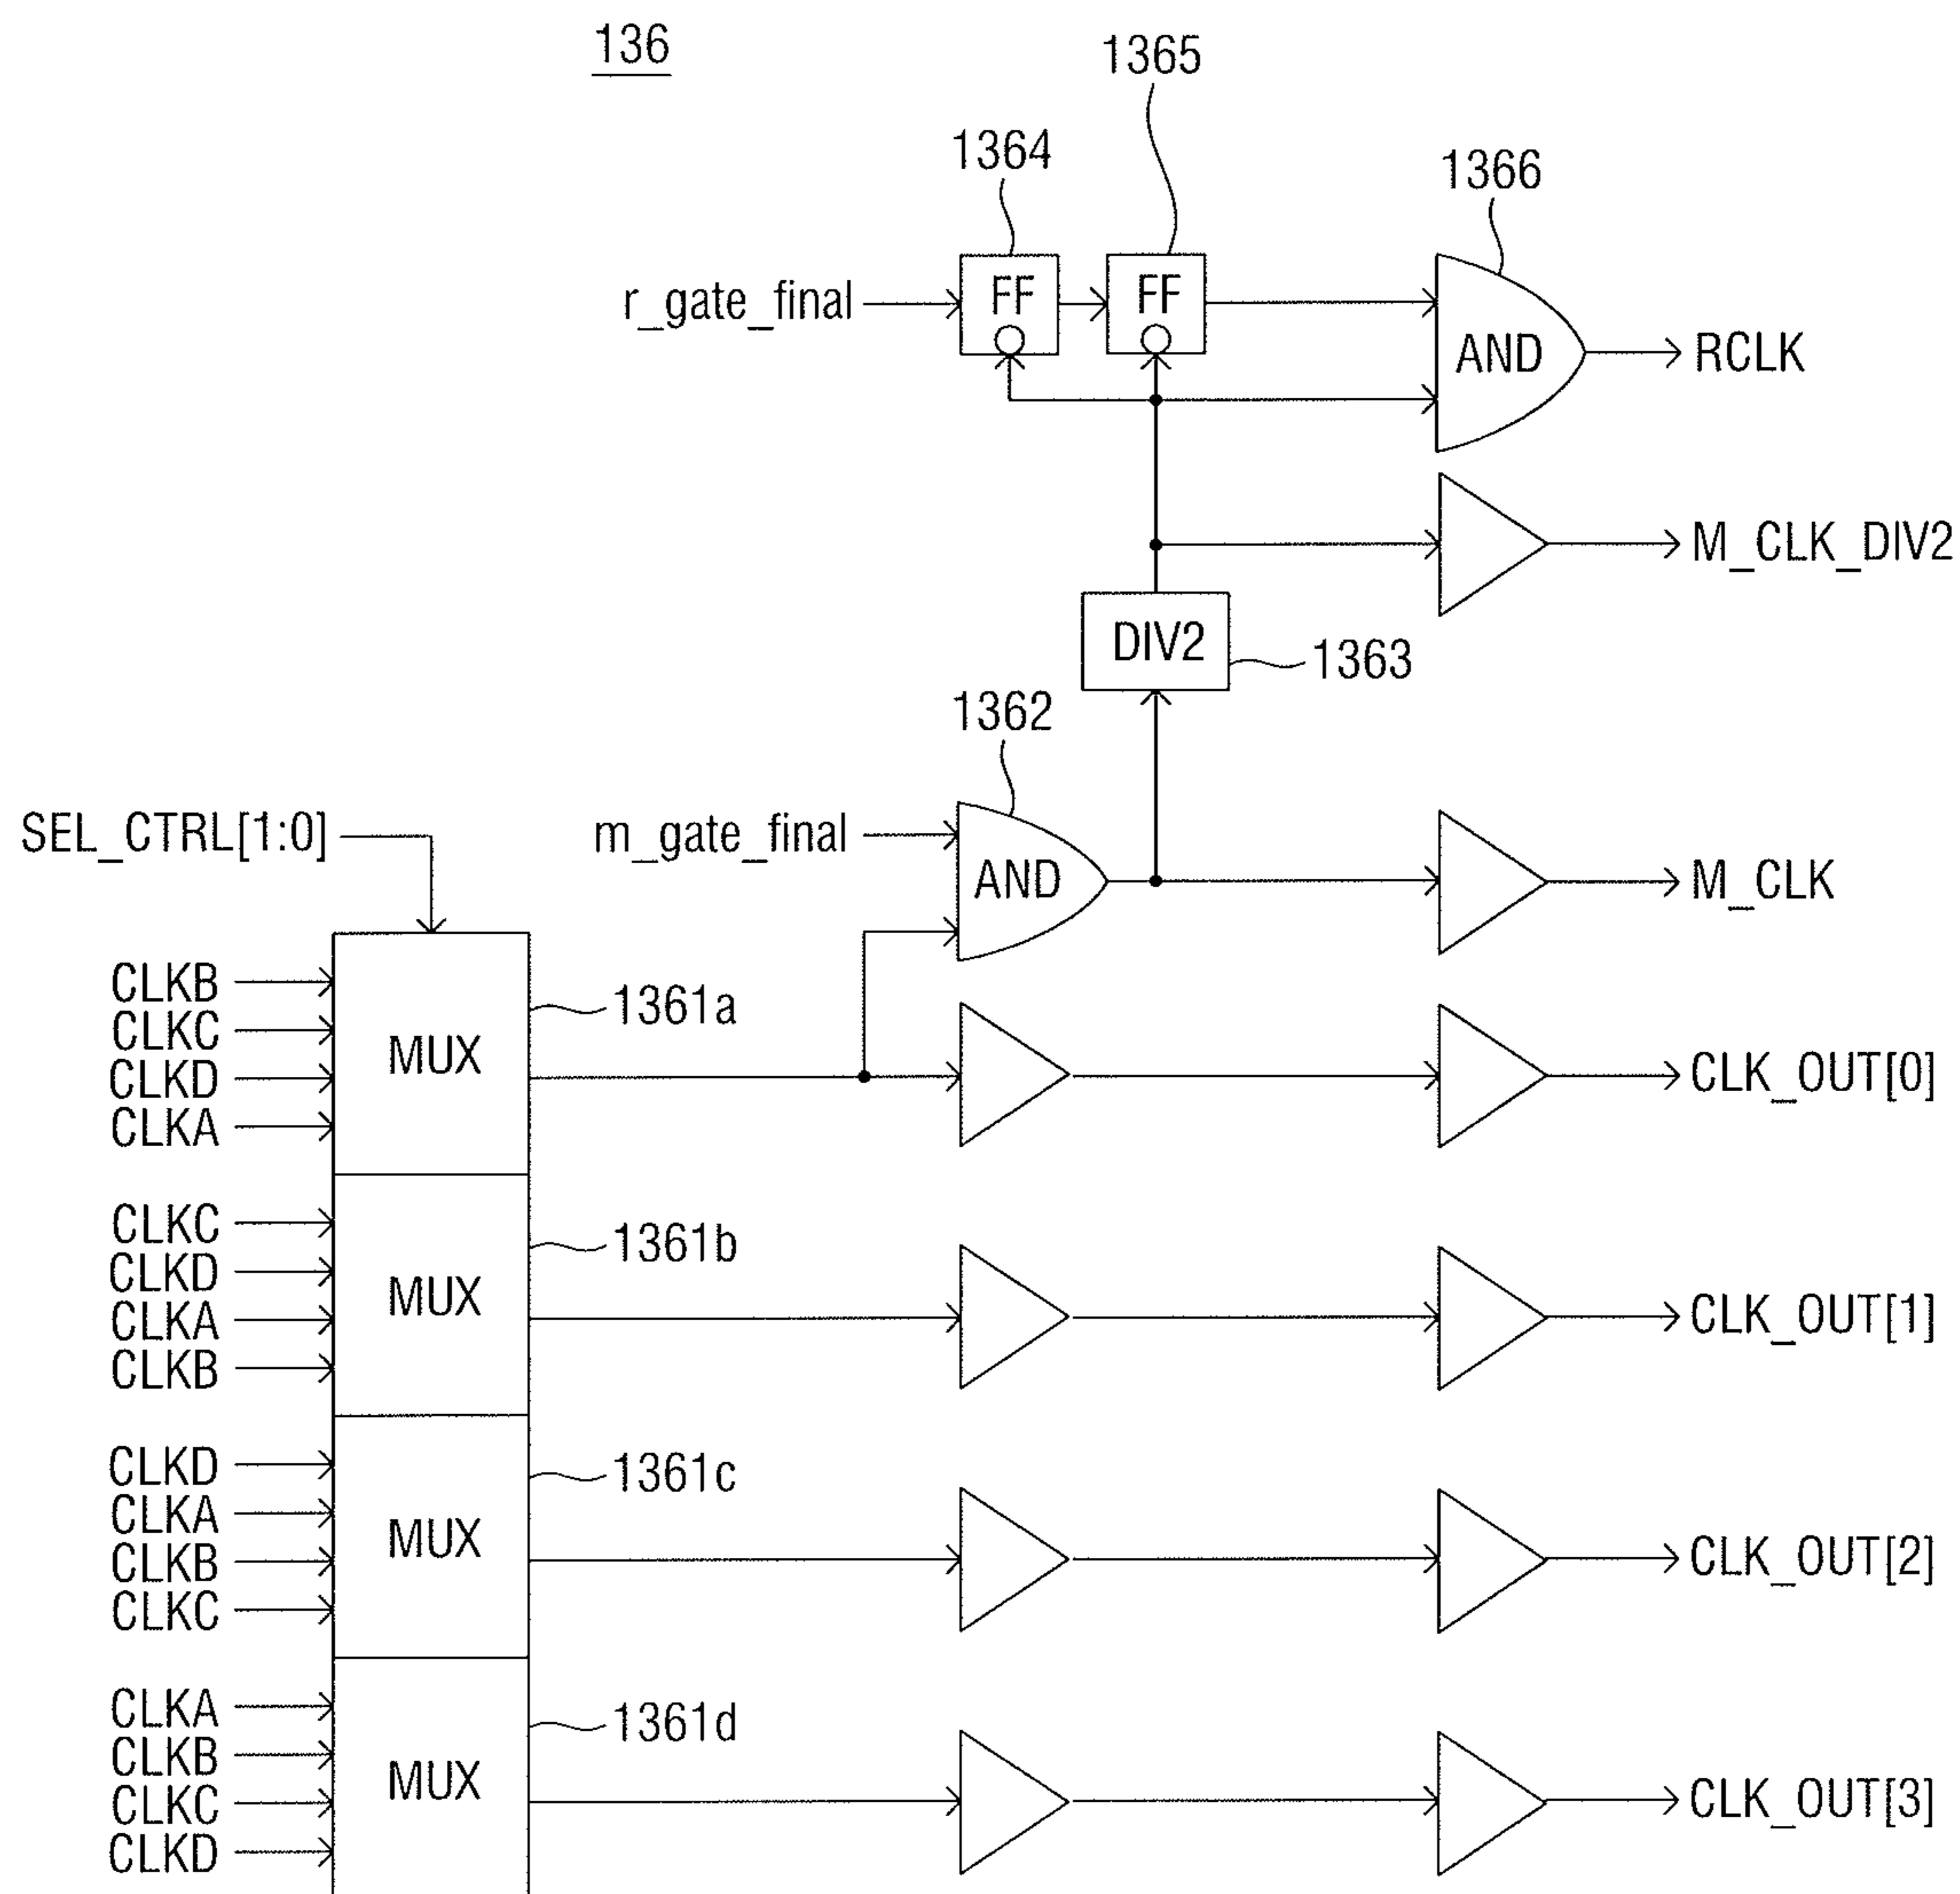 136
1365
1364
1366
r_gate_final
FF
FF
AND
RCLK
M_CLK_DIV2
DIV2
1363
1362
SEL_CTRL[1:0]
m_gate_final
AND
M_CLK
CLKB
CLKC
CLKD
CLKA
MUX
1361a
CLK_OUT[0]
CLKC
CLKD
CLKA
CLKB
MUX
1361b
CLK_OUT[1]
CLKD
CLKA
CLKB
CLKC
MUX
1361c
CLK_OUT[2]
CLKA
CLKB
CLKC
CLKD
MUX
1361d
CLK_OUT[3]